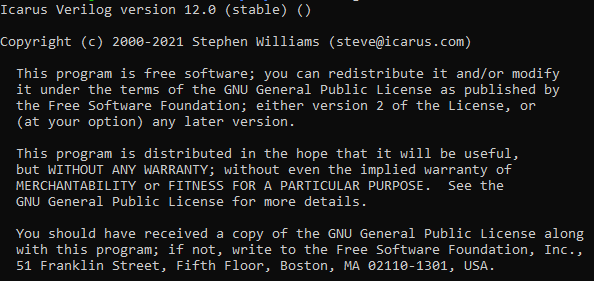 Icarus Verilog version 12.0 (stable) ()
Copyright (c) 2000-2021 Stephen Williams (steve@icarus.com)
This program is free software; you can redistribute it and/or modify
it under the terms of the GNU General Public License as published by
the Free Software Foundation; either version 2 of the License, or
(at your option) any later version.
This program is distributed in the hope that it will be useful,
but WITHOUT ANY WARRANTY; without even the implied warranty of
MERCHANTABILITY or FITNESS FOR A PARTICULAR PURPOSE.  See the
GNU General Public License for more details.
You should have received a copy of the GNU General Public License along
with this program; if not, write to the Free Software Foundation, Inc.,
51 Franklin Street, Fifth Floor, Boston, MA 02110-1301, USA.